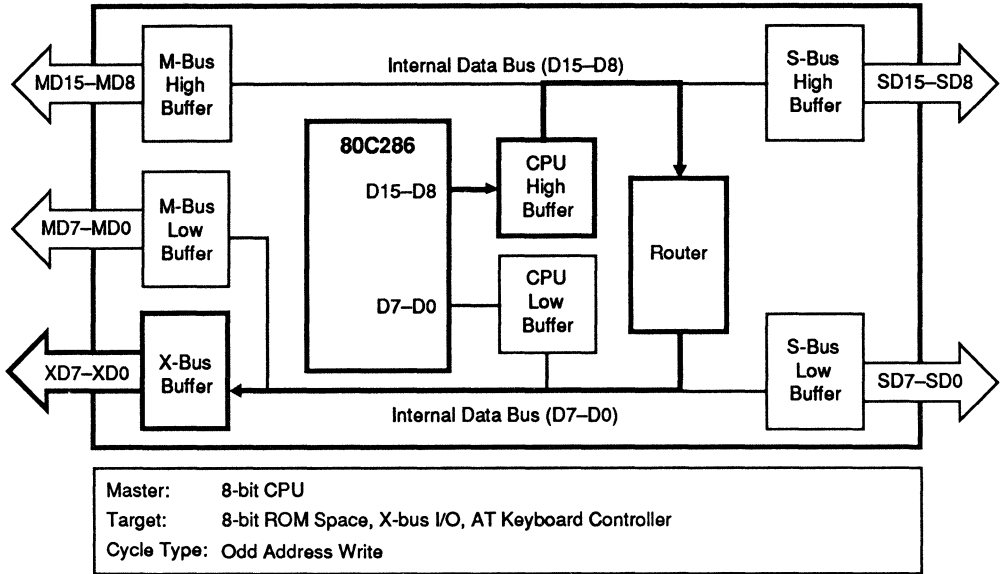 M-Bus
High
Buffer
MD15–MD8
Internal Data Bus (D15–D8)
S-Bus
High
Buffer
SD15–SD8
80C286
D15–D8
CPU
High
Buffer
M-Bus
Low
Buffer
MD7–MD0
Router
D7–D0
CPU
Low
Buffer
X-Bus
Buffer
XD7–XD0
S-Bus
Low
Buffer
SD7–SD0
Internal Data Bus (D7–D0)
Master: 8-bit CPU
Target: 8-bit ROM Space, X-bus I/O, AT Keyboard Controller
Cycle Type: Odd Address Write